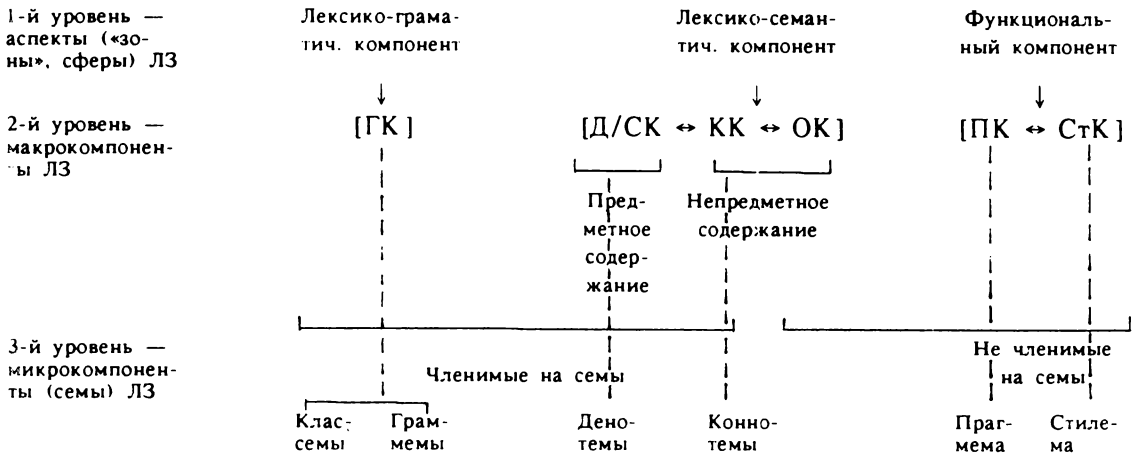 1-й уровень —
аспекты («зо-
ны», сферы) ЛЗ
Лексико-грама-
тич. компонент
Лексико-семан-
тич. компонент
Функциональ-
ный компонент
2-й уровень —
макрокомпонен-
ты ЛЗ
[ГК]
[Д/СК ↔ КК ↔ ОК]
[ПК ↔ СтК]
Пред-
метное
содер-
жание
Непредметное
содержание
3-й уровень —
микрокомпонен-
ты (семы) ЛЗ
Членимые на семы
Не членимые
на семы
Клас-
семы
Грам-
мемы
Дено-
темы
Конно-
темы
Праг-
мема
Стиле-
ма